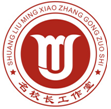 SHUANG LIU MING XIAO ZHANG GONG ZUO SHI
名校长工作室